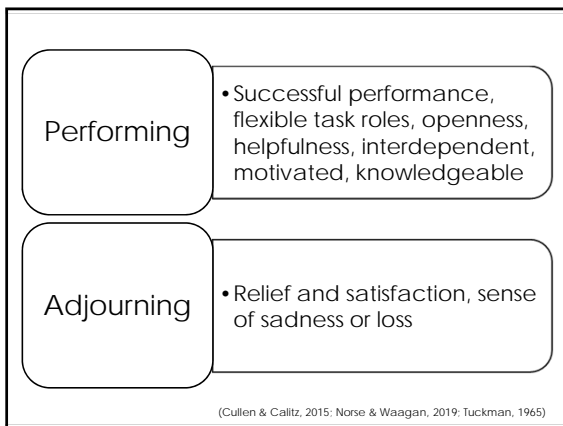 Performing
• Successful performance,
flexible task roles, openness,
helpfulness, interdependent,
motivated, knowledgeable
Adjourning
• Relief and satisfaction, sense
of sadness or loss
(Cullen & Calitz, 2015; Norse & Waagan, 2019; Tuckman, 1965)